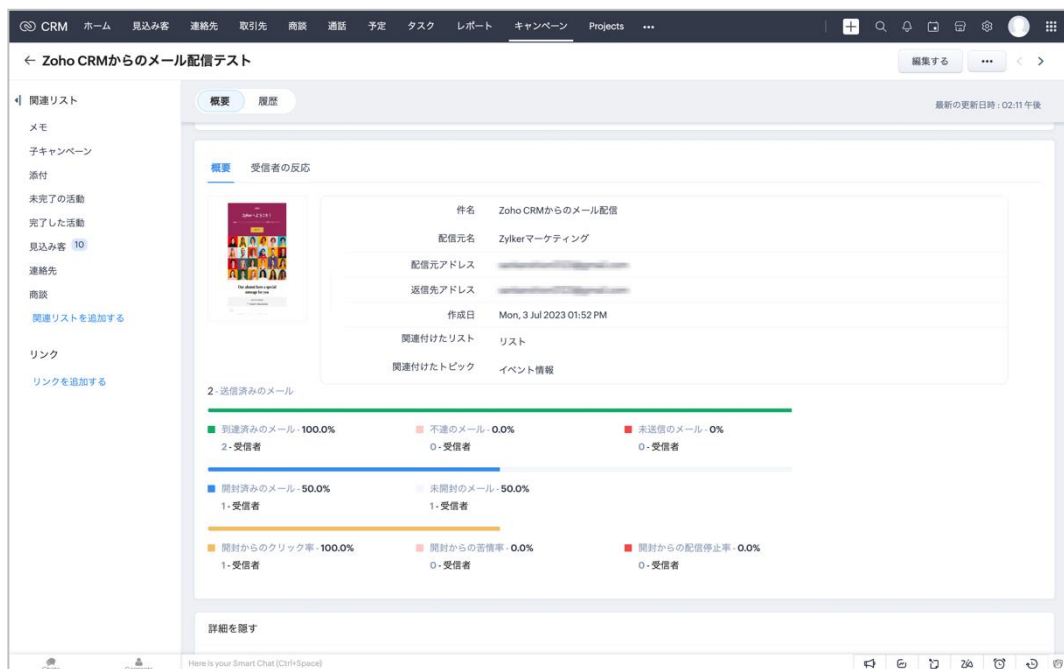 CRM ホーム 見込み客 連絡先 取引先 商談 通話 予定 タスク レポート キャンペーン Projects •••
← Zoho CRMからのメール配信テスト 編集する •••
関連リスト 概要 履歴 最新の更新日時 : 02:11 午後
メモ
子キャンペーン
添付
未完了の活動
完了した活動
見込み客 10
連絡先
商談
関連リストを追加する
リンク
リンクを追加する
概要 受信者の反応
Zylkerへようこそ!
Our alumni have a special
message for you
件名 Zoho CRMからのメール配信
配信元名 Zylkerマーケティング
配信元アドレス
返信先アドレス
作成日 Mon, 3 Jul 2023 01:52 PM
関連付けたリスト リスト
関連付けたトピック イベント情報
2 - 送信済みのメール
到達済みのメール - 100.0% 不達のメール - 0.0% 未送信のメール - 0%
2 - 受信者 0 - 受信者 0 - 受信者
開封済みのメール - 50.0% 未開封のメール - 50.0%
1 - 受信者 1 - 受信者
開封からのクリック率 - 100.0% 開封からの苦情率 - 0.0% 開封からの配信停止率 - 0.0%
1 - 受信者 0 - 受信者 0 - 受信者
詳細を隠す
Here is your Smart Chat (Ctrl+Space)